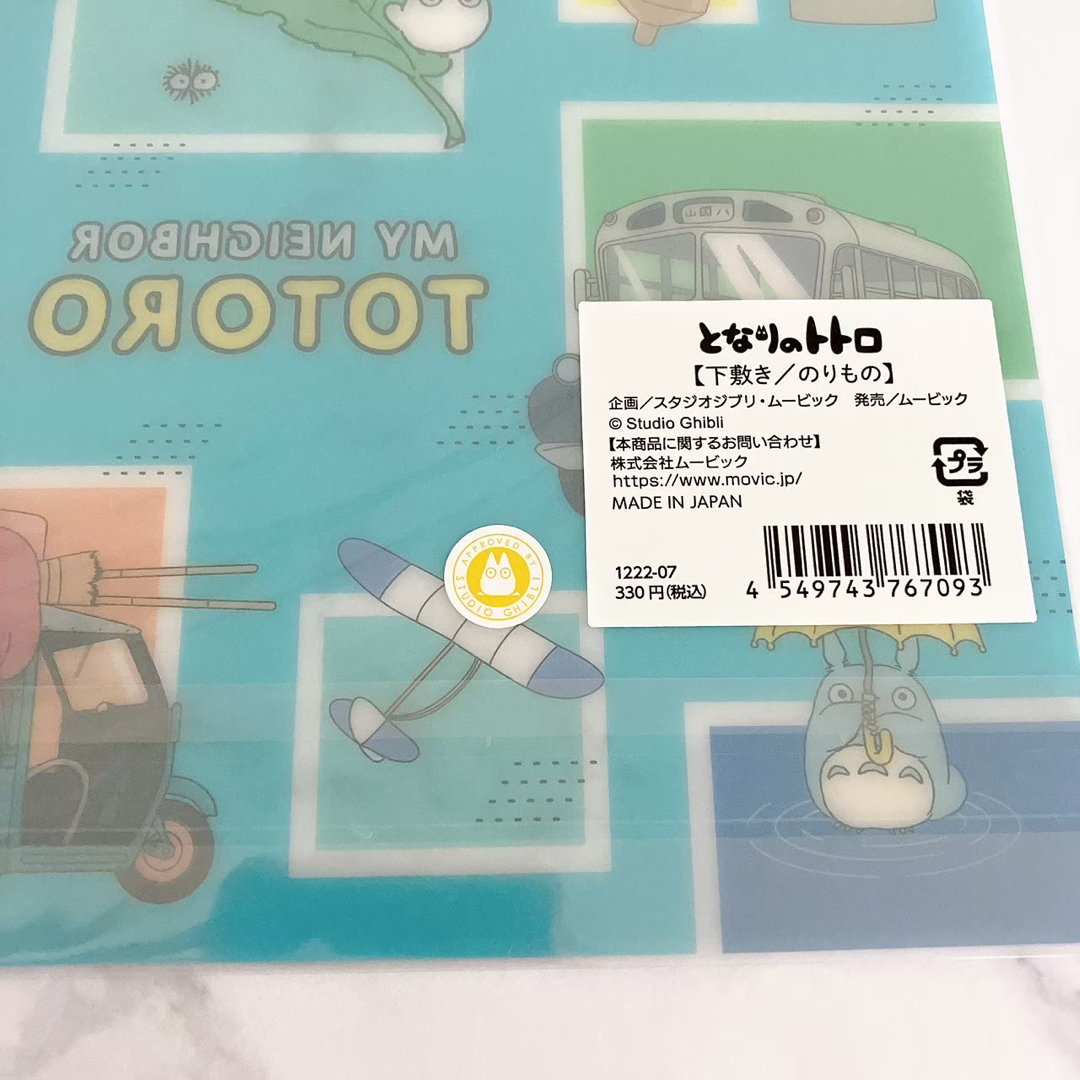 八国山
MY NEIGHBOR
TOTORO
となりのトトロ
【下敷き／のりもの】
企画／スタジオジブリ・ムービック　発売／ムービック
© Studio Ghibli
【本商品に関するお問い合わせ】
株式会社ムービック
https://www.movic.jp/
MADE IN JAPAN
プラ
袋
APPROVED BY
STUDIO GHIBLI
1222-07
330円(税込)
4 549743 767093